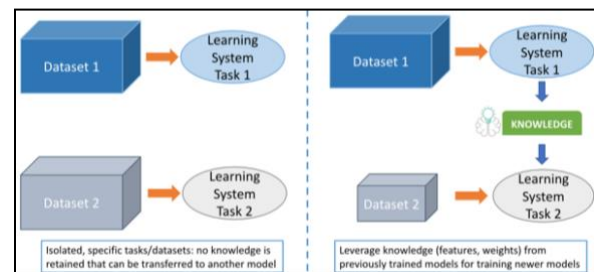 Dataset 1
Learning
System
Task 1
Dataset 2
Learning
System
Task 2
Isolated, specific tasks/datasets: no knowledge is
retained that can be transferred to another model
Dataset 1
Learning
System
Task 1
KNOWLEDGE
Dataset 2
Learning
System
Task 2
Leverage knowledge (features, weights) from
previously trained models for training newer models